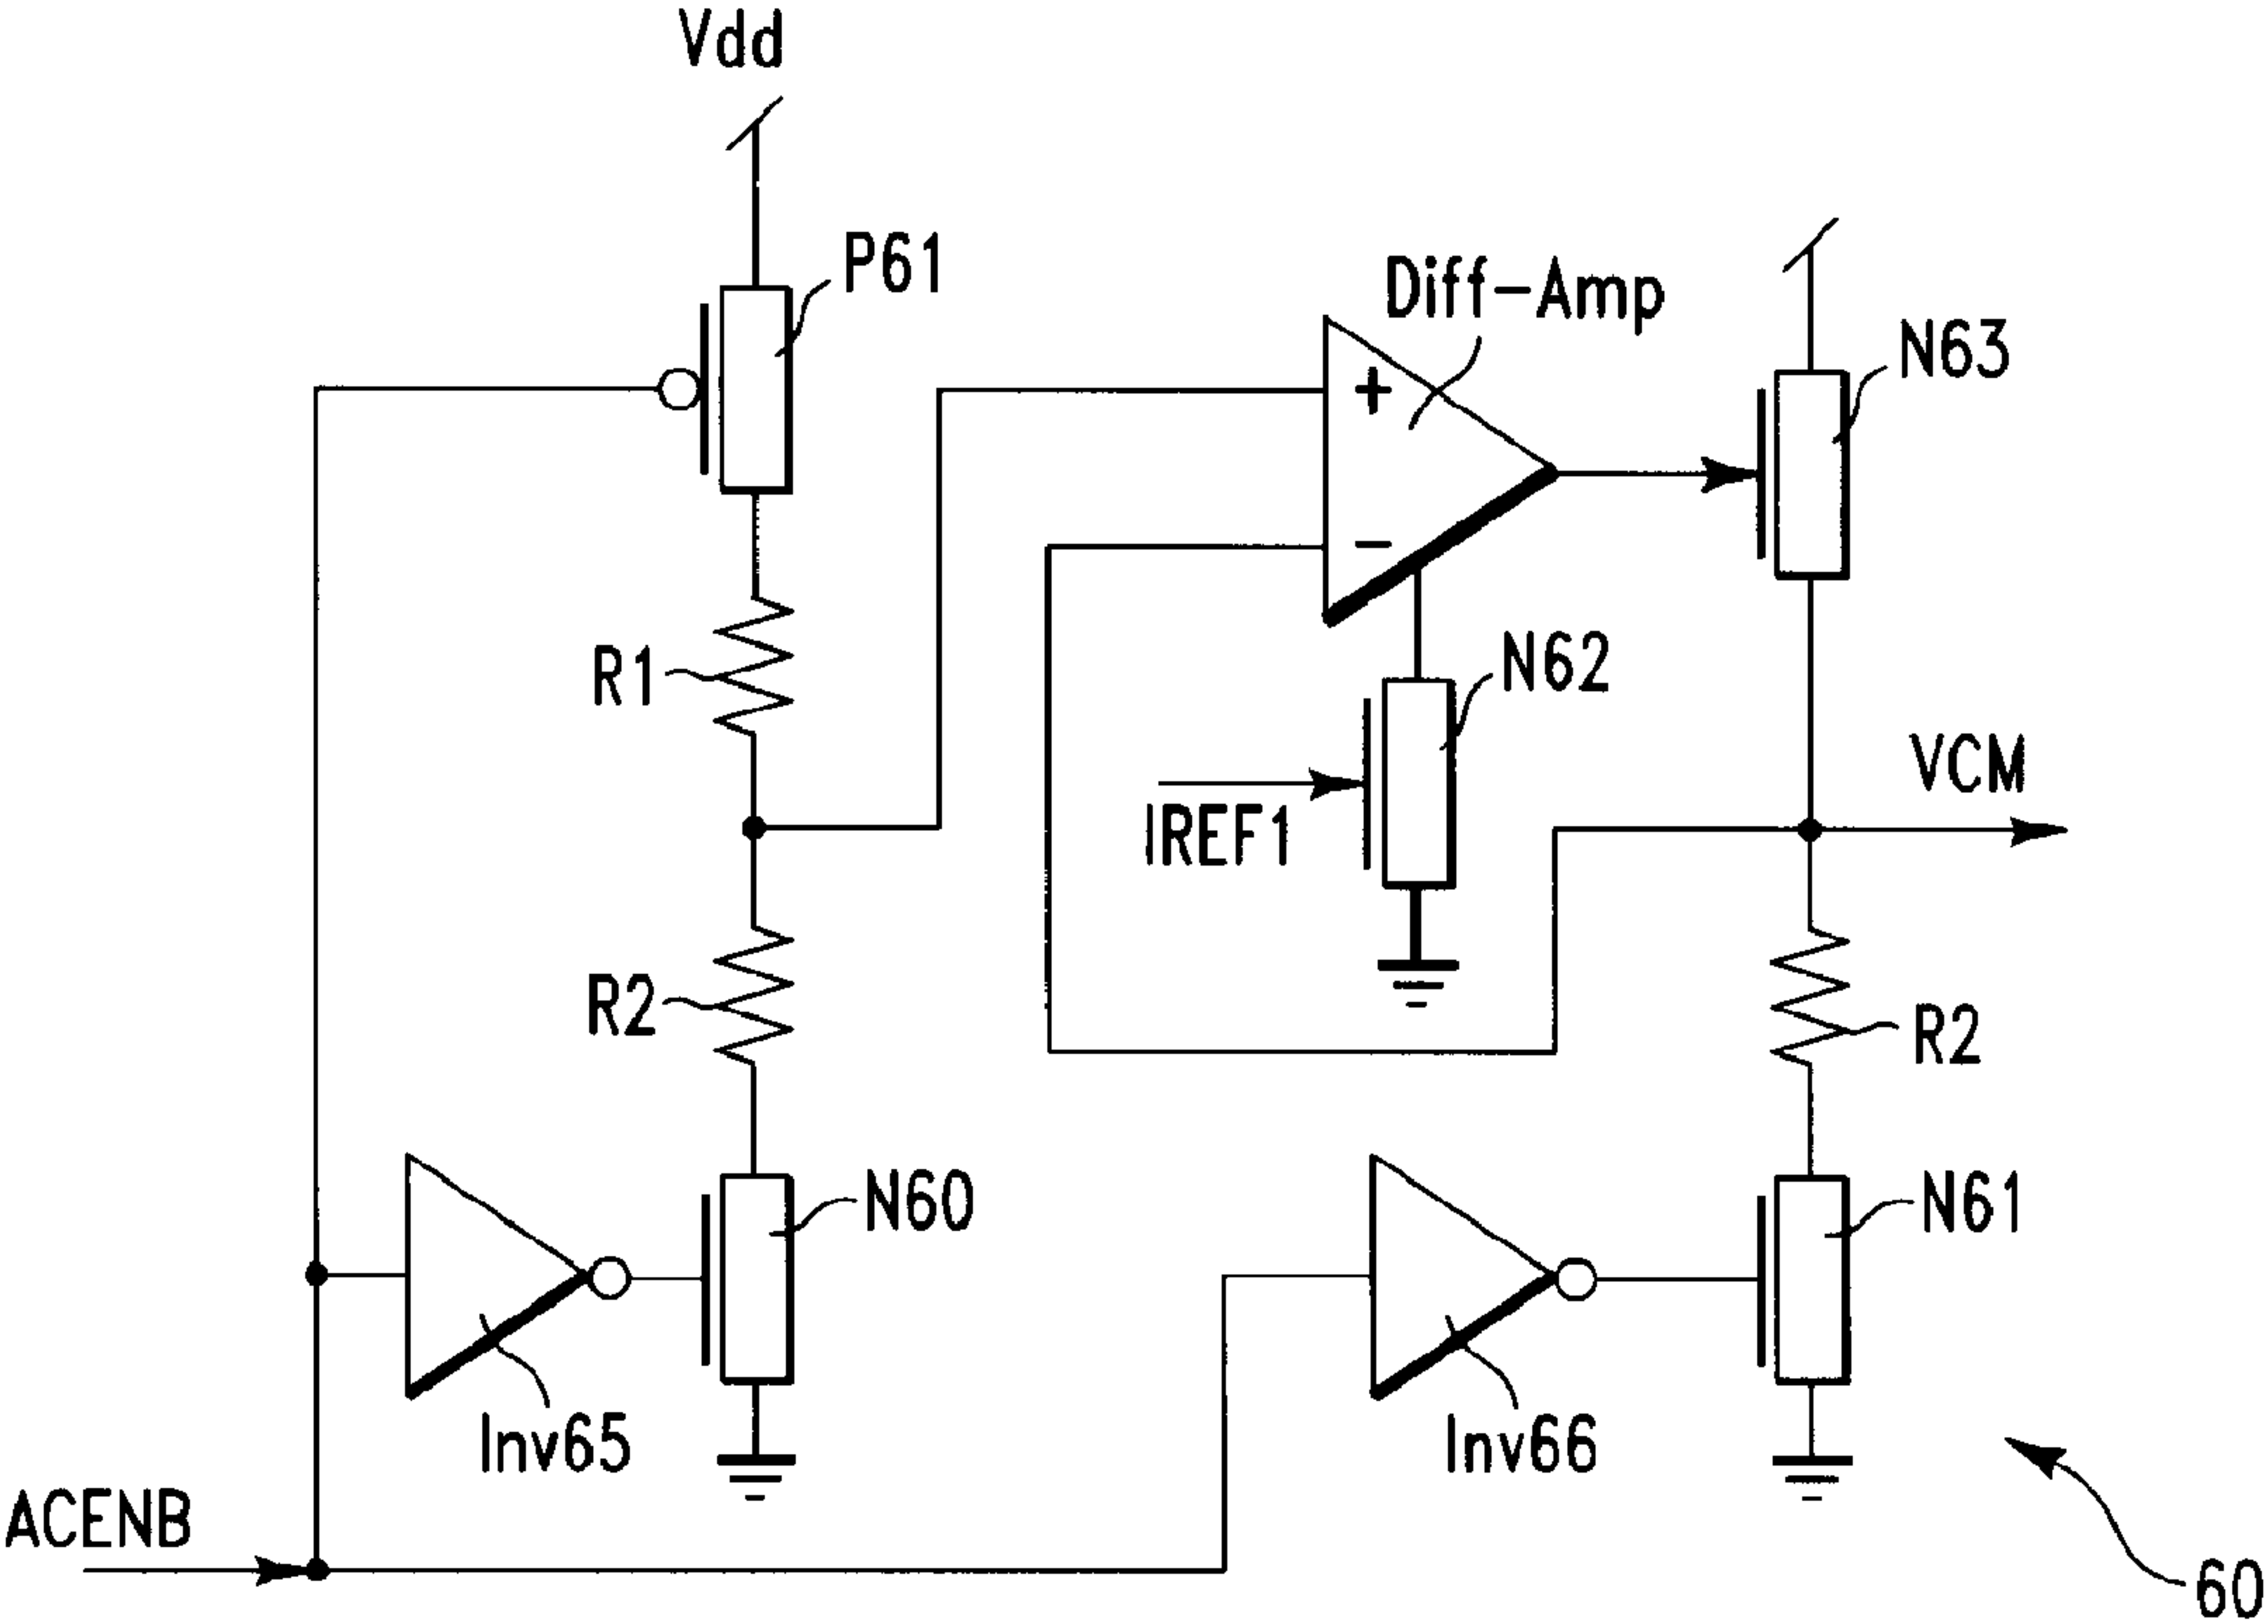 Vdd
P61
Diff-Amp
N63
+
−
R1
N62
VCM
IREF1
R2
R2
N60
N61
Inv65
Inv66
ACENB
60